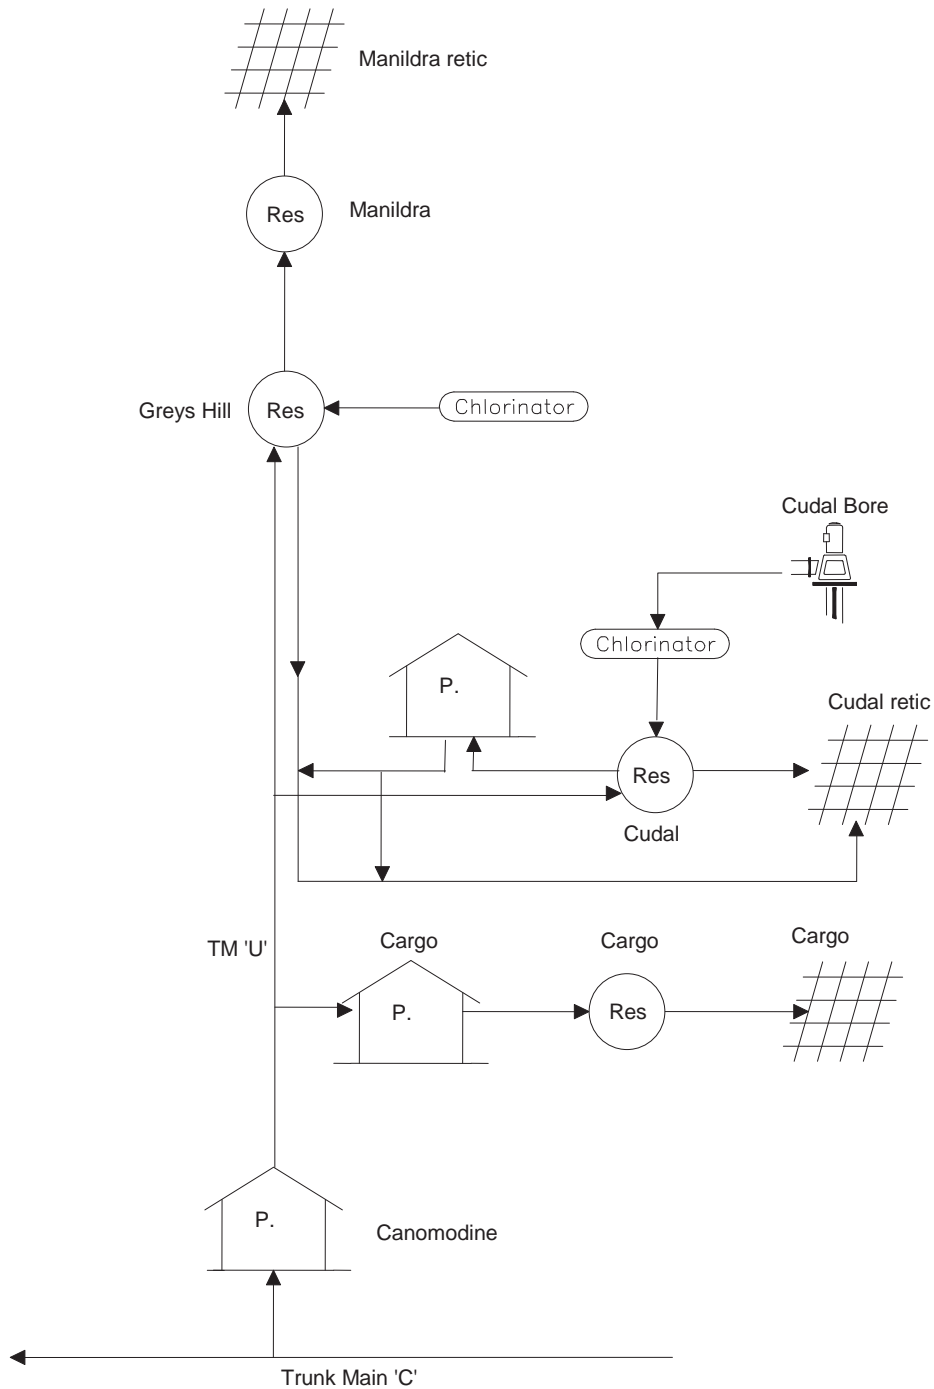 Manildra retic
Res
Manildra
Greys Hill
Res
Chlorinator
Cudal Bore
Chlorinator
P.
Cudal retic
Res
Cudal
TM 'U'
Cargo
Cargo
Cargo
P.
Res
P.
Canomodine
Trunk Main 'C'